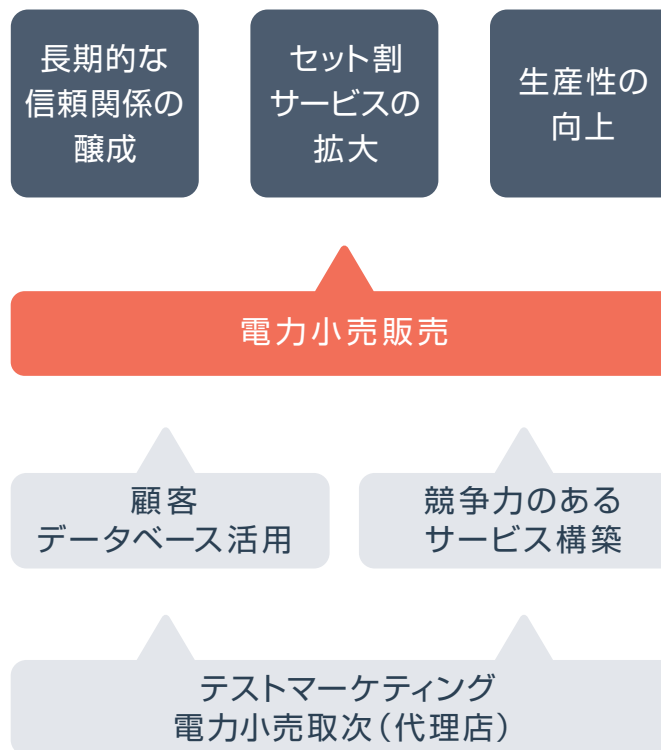 長期的な
信頼関係の
醸成
セット割
サービスの
拡大
生産性の
向上
電力小売販売
顧客
データベース活用
競争力のある
サービス構築
テストマーケティング
電力小売取次（代理店）